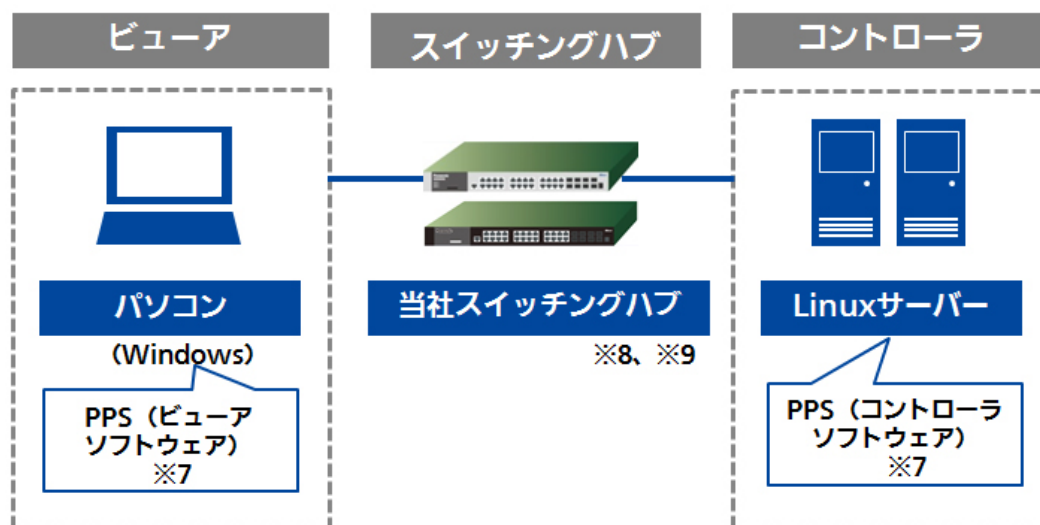 ビューア
スイッチングハブ
コントローラ
パソコン
当社スイッチングハブ
Linuxサーバー
（Windows）
※8、※9
PPS（ビューア
ソフトウェア）
※7
PPS（コントローラ
ソフトウェア）
※7